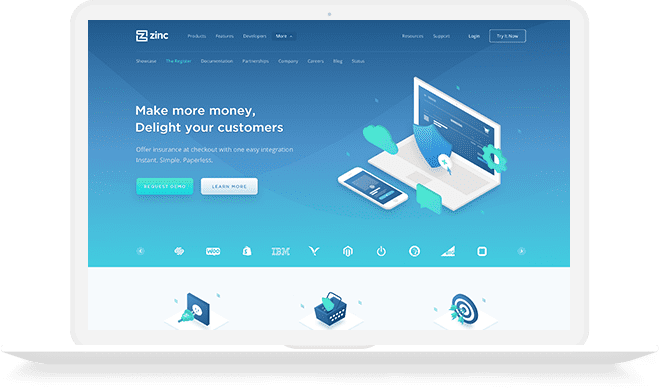 zinc Products Features Developers More Resources Support Login Try It Now
Showcase The Register Documentation Partnerships Company Careers Blog Status
Make more money,
Delight your customers
Offer insurance at checkout with one easy integration
Instant. Simple. Paperless.
REQUEST DEMO LEARN MORE
WOO IBM